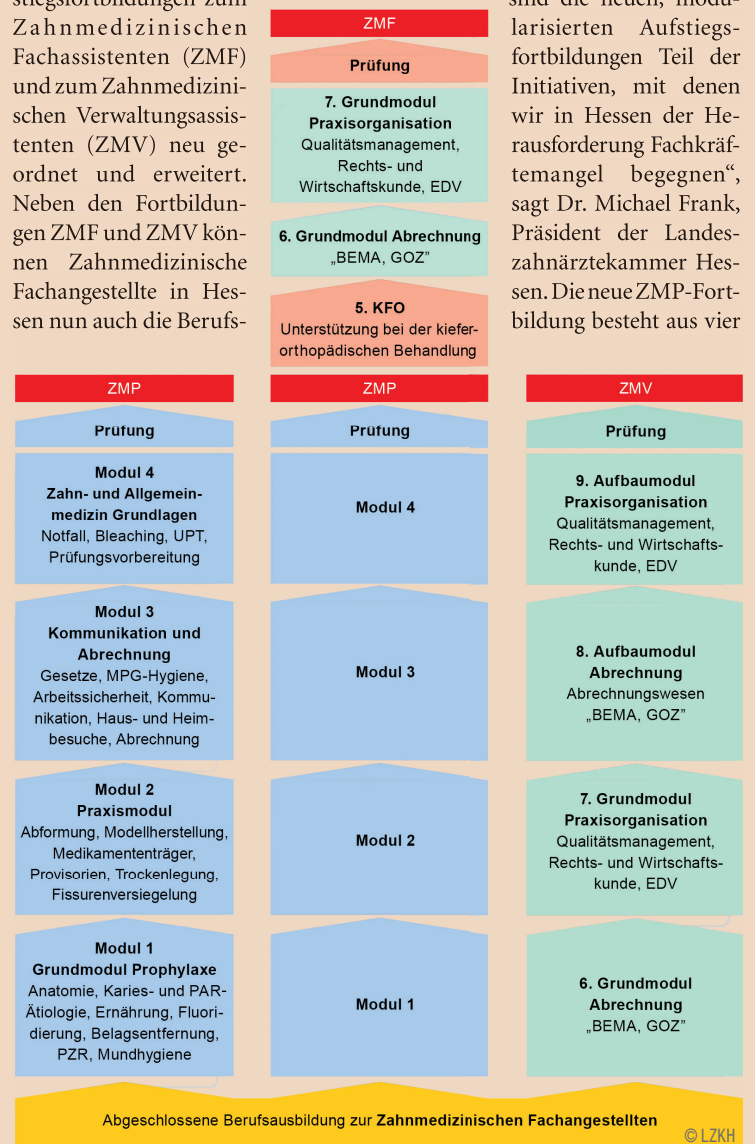 stiegsfortbildungen zum
Zahnmedizinischen
Fachassistenten (ZMF)
und zum Zahnmedizini-
schen Verwaltungsassis-
tenten (ZMV) neu ge-
ordnet und erweitert.
Neben den Fortbildun-
gen ZMF und ZMV kön-
nen Zahnmedizinische
Fachangestellte in Hes-
sen nun auch die Berufs-
sind die neuen, modu-
larisierten Aufstiegs-
fortbildungen Teil der
Initiativen, mit denen
wir in Hessen der He-
rausforderung Fachkräf-
temangel begegnen“,
sagt Dr. Michael Frank,
Präsident der Landes-
zahnärztekammer Hes-
sen. Die neue ZMP-Fort-
bildung besteht aus vier
ZMF
Prüfung
7. Grundmodul
Praxisorganisation
Qualitätsmanagement,
Rechts- und
Wirtschaftskunde, EDV
6. Grundmodul Abrechnung
„BEMA, GOZ”
5. KFO
Unterstützung bei der kiefer-
orthopädischen Behandlung
ZMP
Prüfung
Modul 4
Zahn- und Allgemein-
medizin Grundlagen
Notfall, Bleaching, UPT,
Prüfungsvorbereitung
Modul 3
Kommunikation und
Abrechnung
Gesetze, MPG-Hygiene,
Arbeitssicherheit, Kommu-
nikation, Haus- und Heim-
besuche, Abrechnung
Modul 2
Praxismodul
Abformung, Modellherstellung,
Medikamententräger,
Provisorien, Trockenlegung,
Fissurenversiegelung
Modul 1
Grundmodul Prophylaxe
Anatomie, Karies- und PAR-
Ätiologie, Ernährung, Fluori-
dierung, Belagsentfernung,
PZR, Mundhygiene
ZMP
Prüfung
Modul 4
Modul 3
Modul 2
Modul 1
ZMV
Prüfung
9. Aufbaumodul
Praxisorganisation
Qualitätsmanagement,
Rechts- und Wirtschafts-
kunde, EDV
8. Aufbaumodul
Abrechnung
Abrechnungswesen
„BEMA, GOZ”
7. Grundmodul
Praxisorganisation
Qualitätsmanagement,
Rechts- und Wirtschafts-
kunde, EDV
6. Grundmodul
Abrechnung
„BEMA, GOZ”
Abgeschlossene Berufsausbildung zur Zahnmedizinischen Fachangestellten
© LZKH